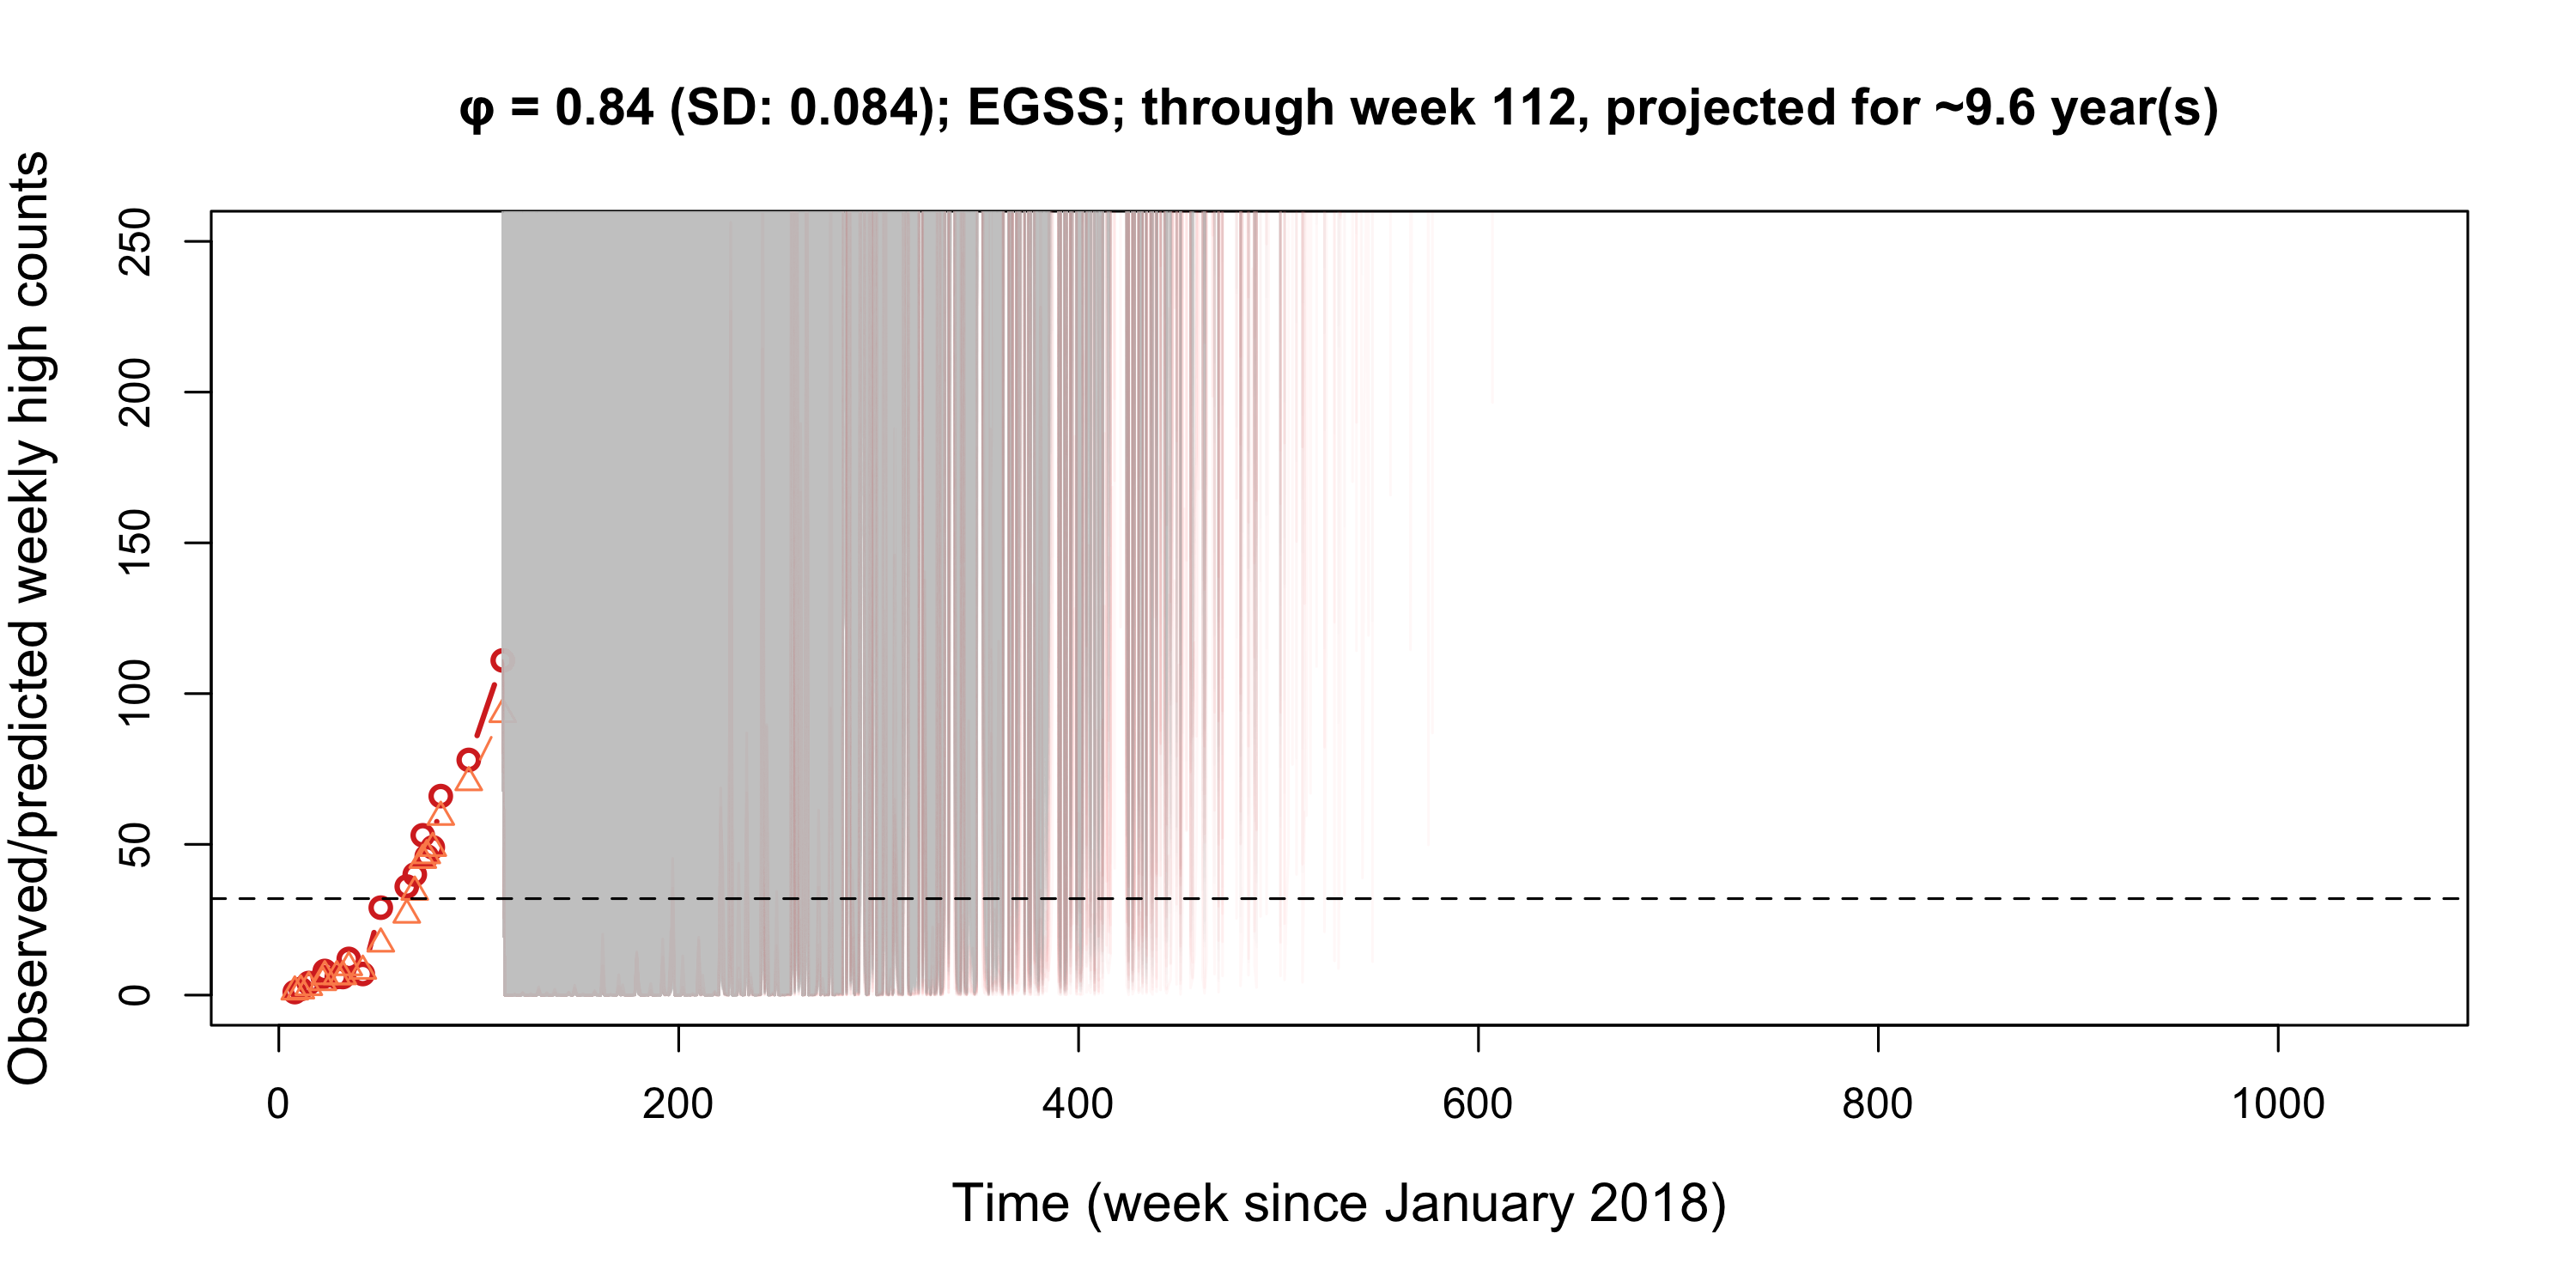 φ = 0.84 (SD: 0.084); EGSS; through week 112, projected for ~9.6 year(s)
Observed/predicted weekly high counts
250
200
150
100
50
0
0 200 400 600 800 1000
Time (week since January 2018)